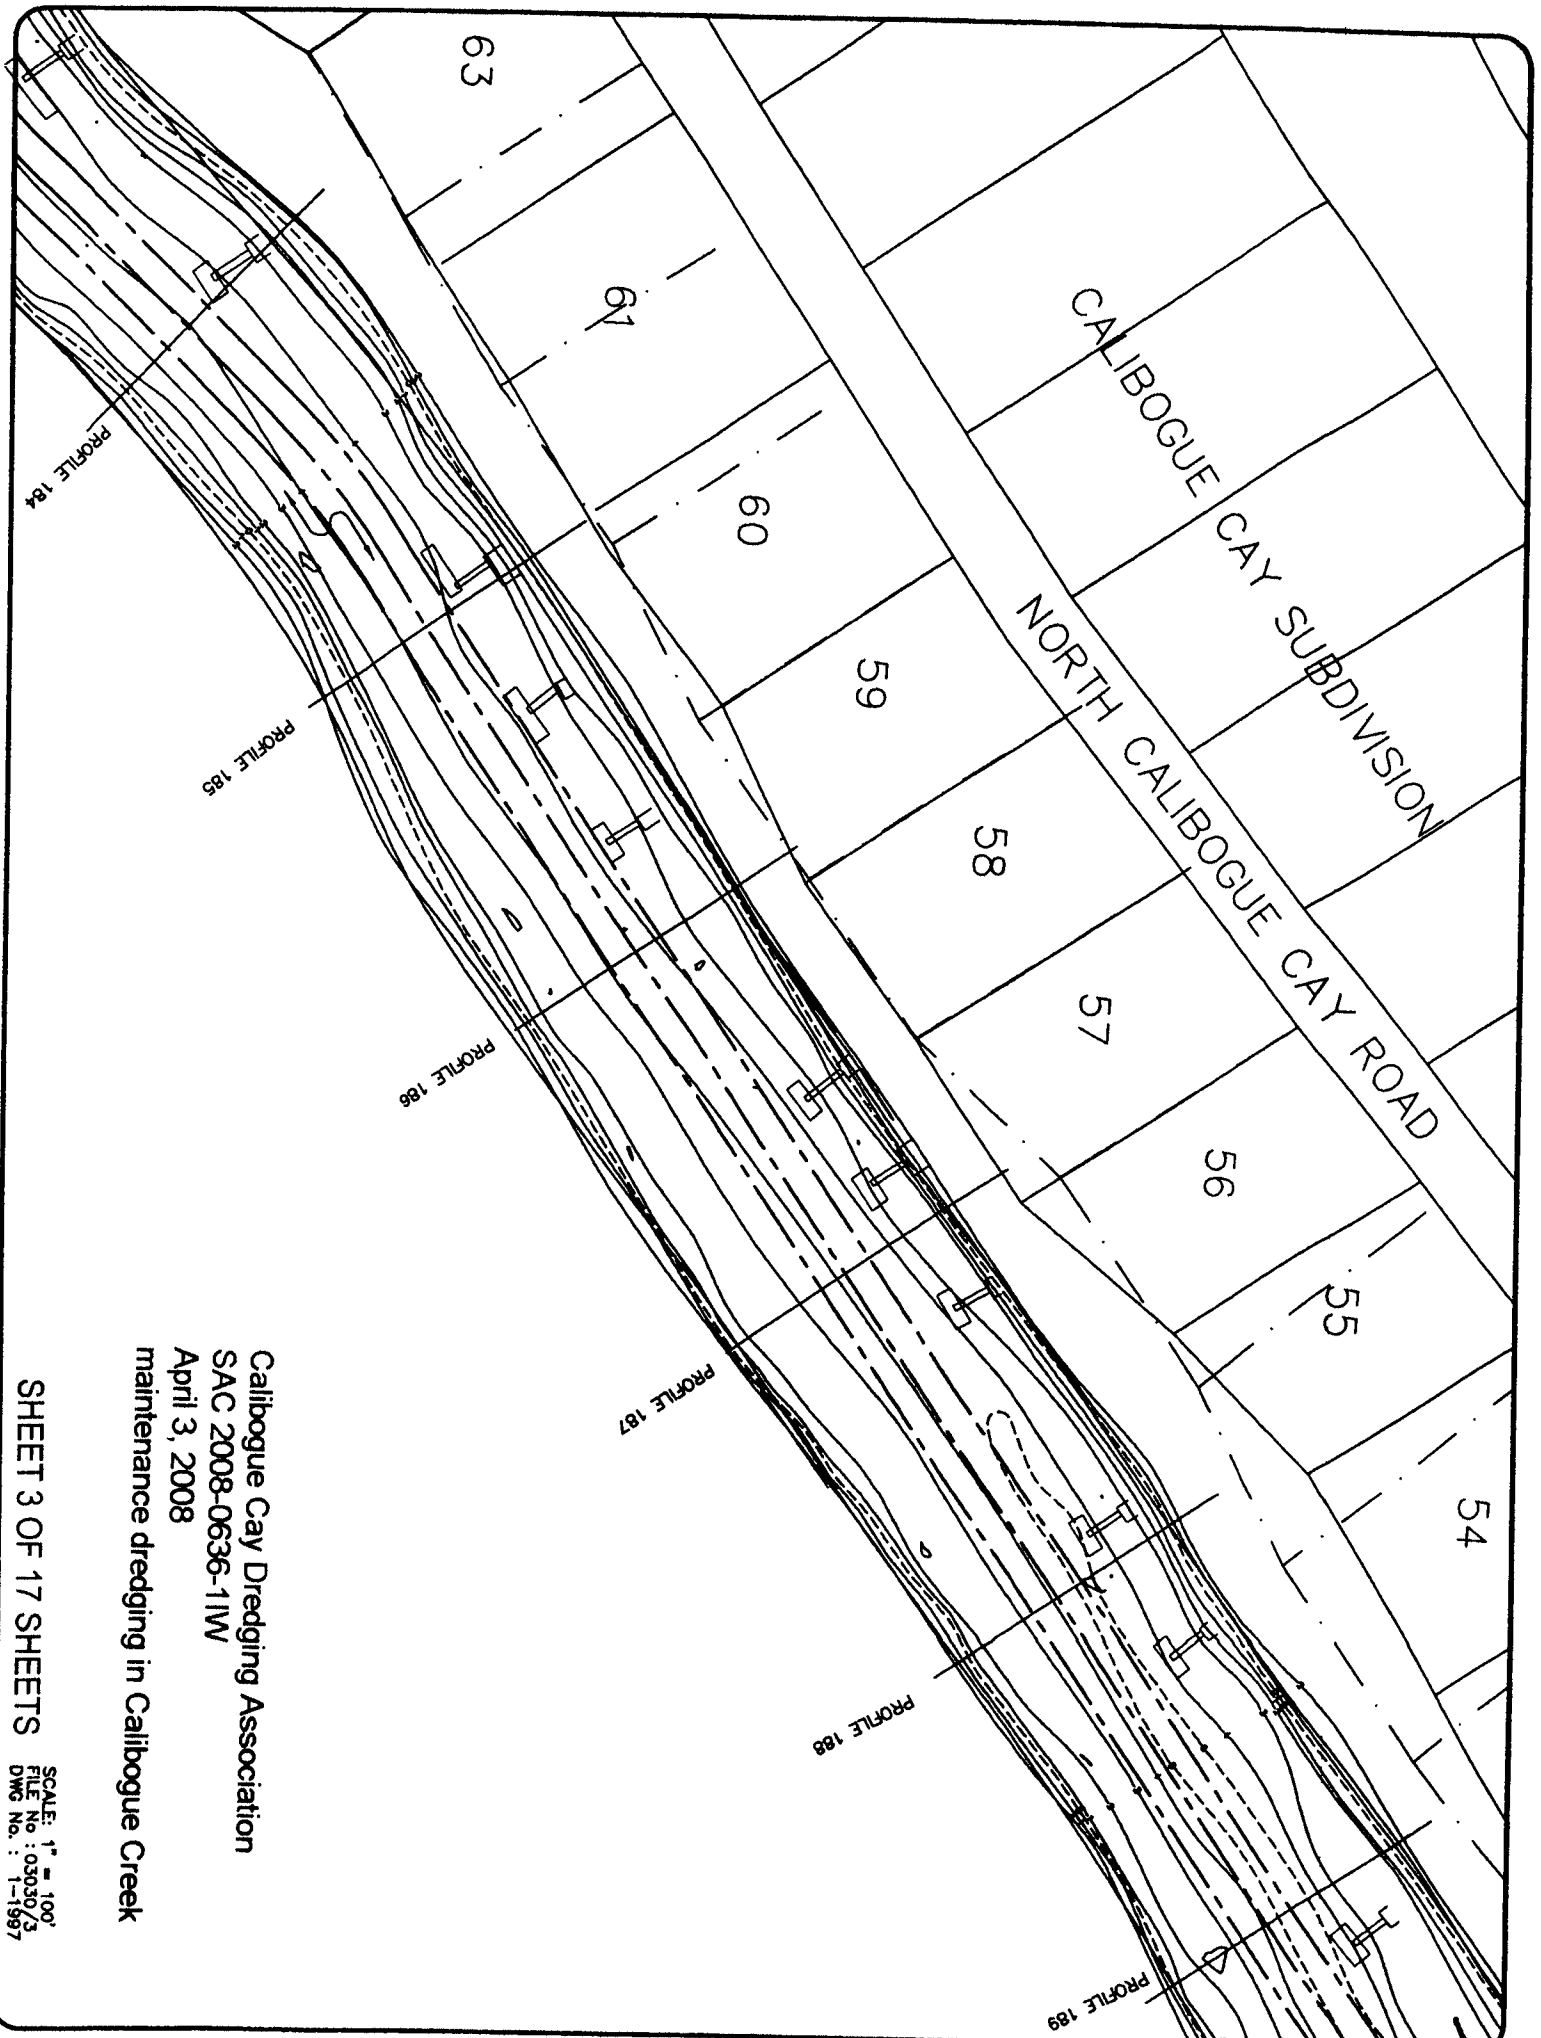 63
61
60
59
58
57
56
55
54
CALIBOGUE CAY SUBDIVISION
NORTH CALIBOGUE CAY ROAD
PROFILE 184
PROFILE 185
PROFILE 186
PROFILE 187
PROFILE 188
PROFILE 189
Calibogue Cay Dredging Association
SAC 2008-0636-1IW
April 3, 2008
maintenance dredging in Calibogue Creek
SHEET 3 OF 17 SHEETS
SCALE: 1" = 100'
FILE No : 03030/3
DWG No. : 1-1997